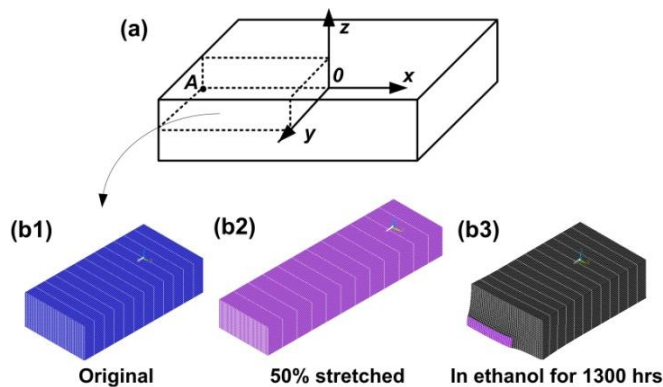 (a)
z
A
0
x
y
(b1)
(b2)
(b3)
Original
50% stretched
In ethanol for 1300 hrs